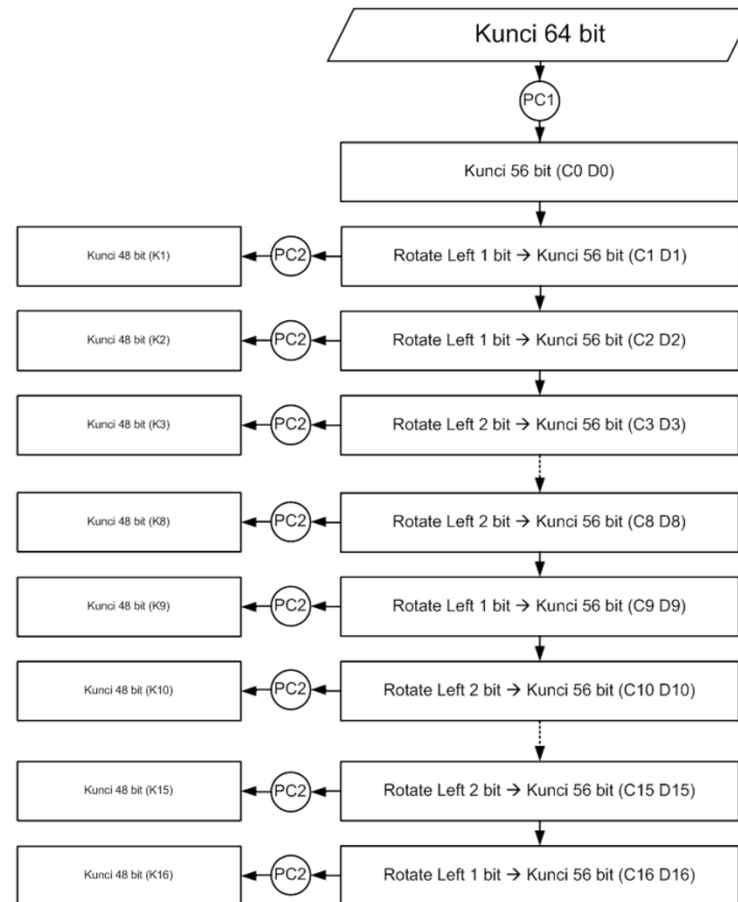 Kunci 64 bit
PC1
Kunci 56 bit (C0 D0)
Kunci 48 bit (K1)
PC2
Rotate Left 1 bit → Kunci 56 bit (C1 D1)
Kunci 48 bit (K2)
PC2
Rotate Left 1 bit → Kunci 56 bit (C2 D2)
Kunci 48 bit (K3)
PC2
Rotate Left 2 bit → Kunci 56 bit (C3 D3)
Kunci 48 bit (K8)
PC2
Rotate Left 2 bit → Kunci 56 bit (C8 D8)
Kunci 48 bit (K9)
PC2
Rotate Left 1 bit → Kunci 56 bit (C9 D9)
Kunci 48 bit (K10)
PC2
Rotate Left 2 bit → Kunci 56 bit (C10 D10)
Kunci 48 bit (K15)
PC2
Rotate Left 2 bit → Kunci 56 bit (C15 D15)
Kunci 48 bit (K16)
PC2
Rotate Left 1 bit → Kunci 56 bit (C16 D16)